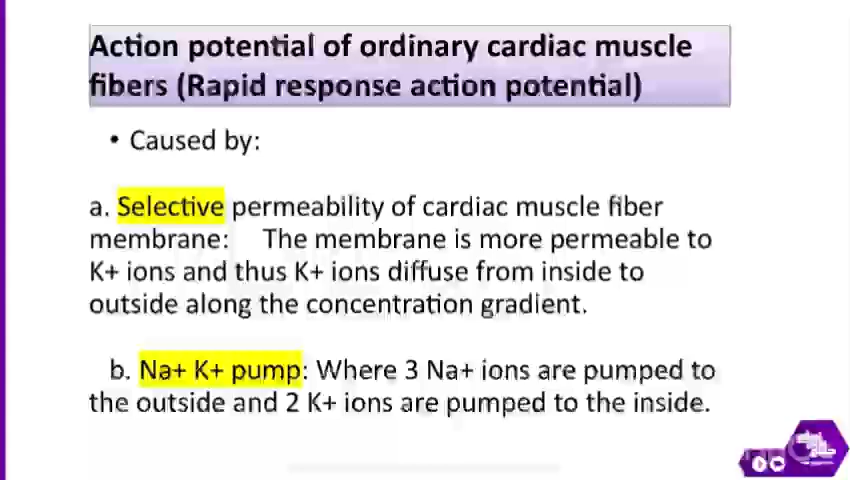 Action potential of ordinary cardiac muscle
fibers (Rapid response action potential)
• Caused by:
a. Selective permeability of cardiac muscle fiber
membrane: The membrane is more permeable to
K+ ions and thus K+ ions diffuse from inside to
outside along the concentration gradient.
b. Na+ K+ pump: Where 3 Na+ ions are pumped to
the outside and 2 K+ ions are pumped to the inside.